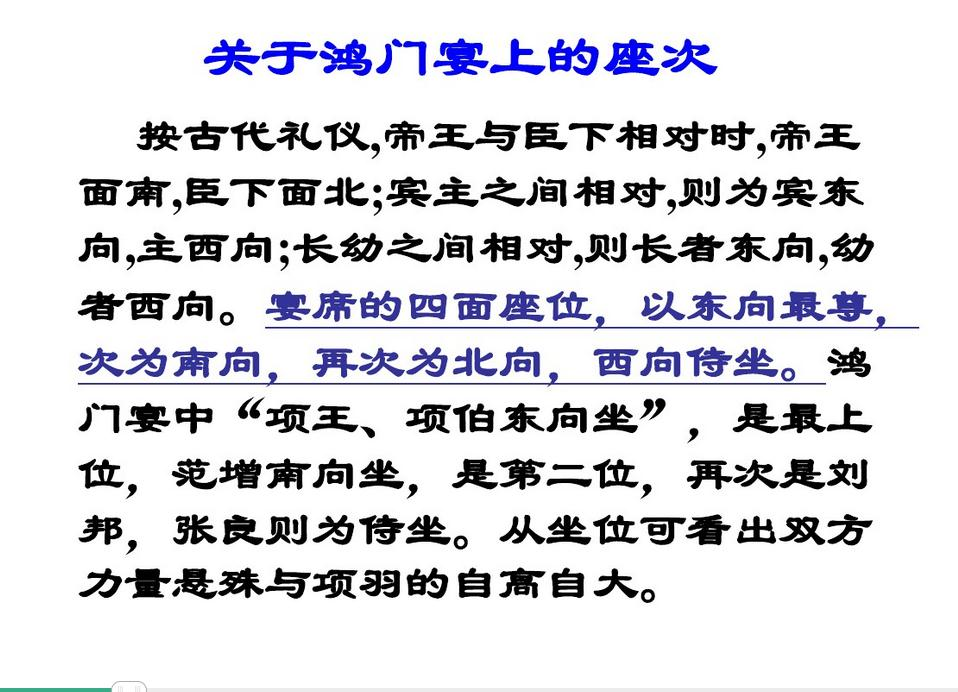 关于鸿门宴上的座次
按古代礼仪,帝王与臣下相对时,帝王
面南,臣下面北;宾主之间相对,则为宾东
向,主西向;长幼之间相对,则长者东向,幼
者西向。宴席的四面座位，以东向最尊，
次为南向，再次为北向，西向侍坐。鸿
门宴中“项王、项伯东向坐”，是最上
位，范增南向坐，是第二位，再次是刘
邦，张良则为侍坐。从坐位可看出双方
力量悬殊与项羽的自高自大。